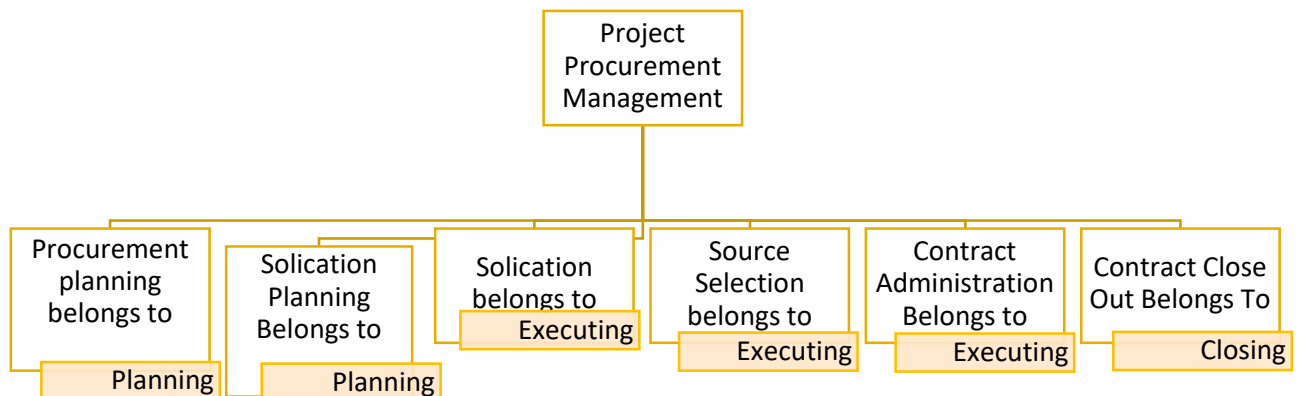 Project
Procurement
Management
Procurement
planning
belongs to
Planning
Solication
Planning
Belongs to
Planning
Solication
belongs to
Executing
Source
Selection
belongs to
Executing
Contract
Administration
Belongs to
Executing
Contract Close
Out Belongs To
Closing